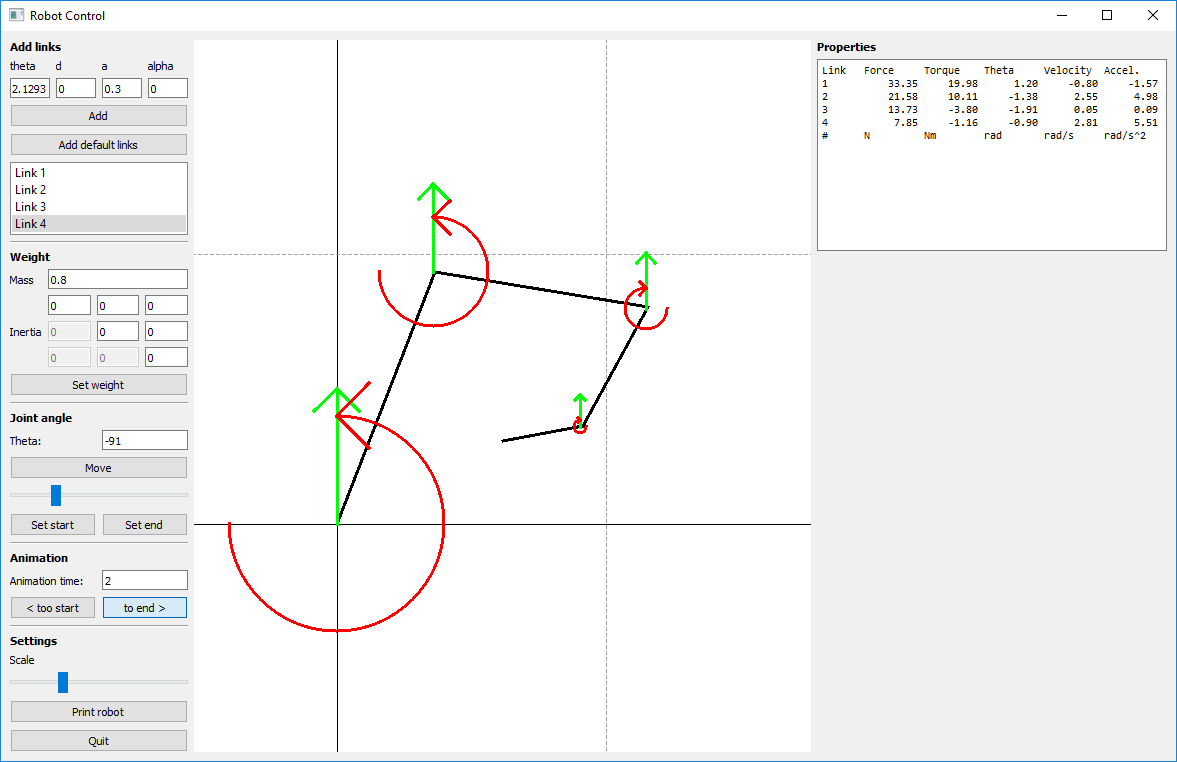 Robot Control
Add links
theta d a alpha
2.1293 0 0.3 0
Add
Add default links
Link 1
Link 2
Link 3
Link 4
Weight
Mass 0.8
0 0 0
Inertia 0 0 0
0 0 0
Set weight
Joint angle
Theta: -91
Move
Set start Set end
Animation
Animation time: 2
< too start to end >
Settings
Scale
Print robot
Quit
Properties
Link Force Torque Theta Velocity Accel.
1 33.35 19.98 1.20 -0.80 -1.57
2 21.58 10.11 -1.38 2.55 4.98
3 13.73 -3.80 -1.91 0.05 0.09
4 7.85 -1.16 -0.90 2.81 5.51
# N Nm rad rad/s rad/s^2